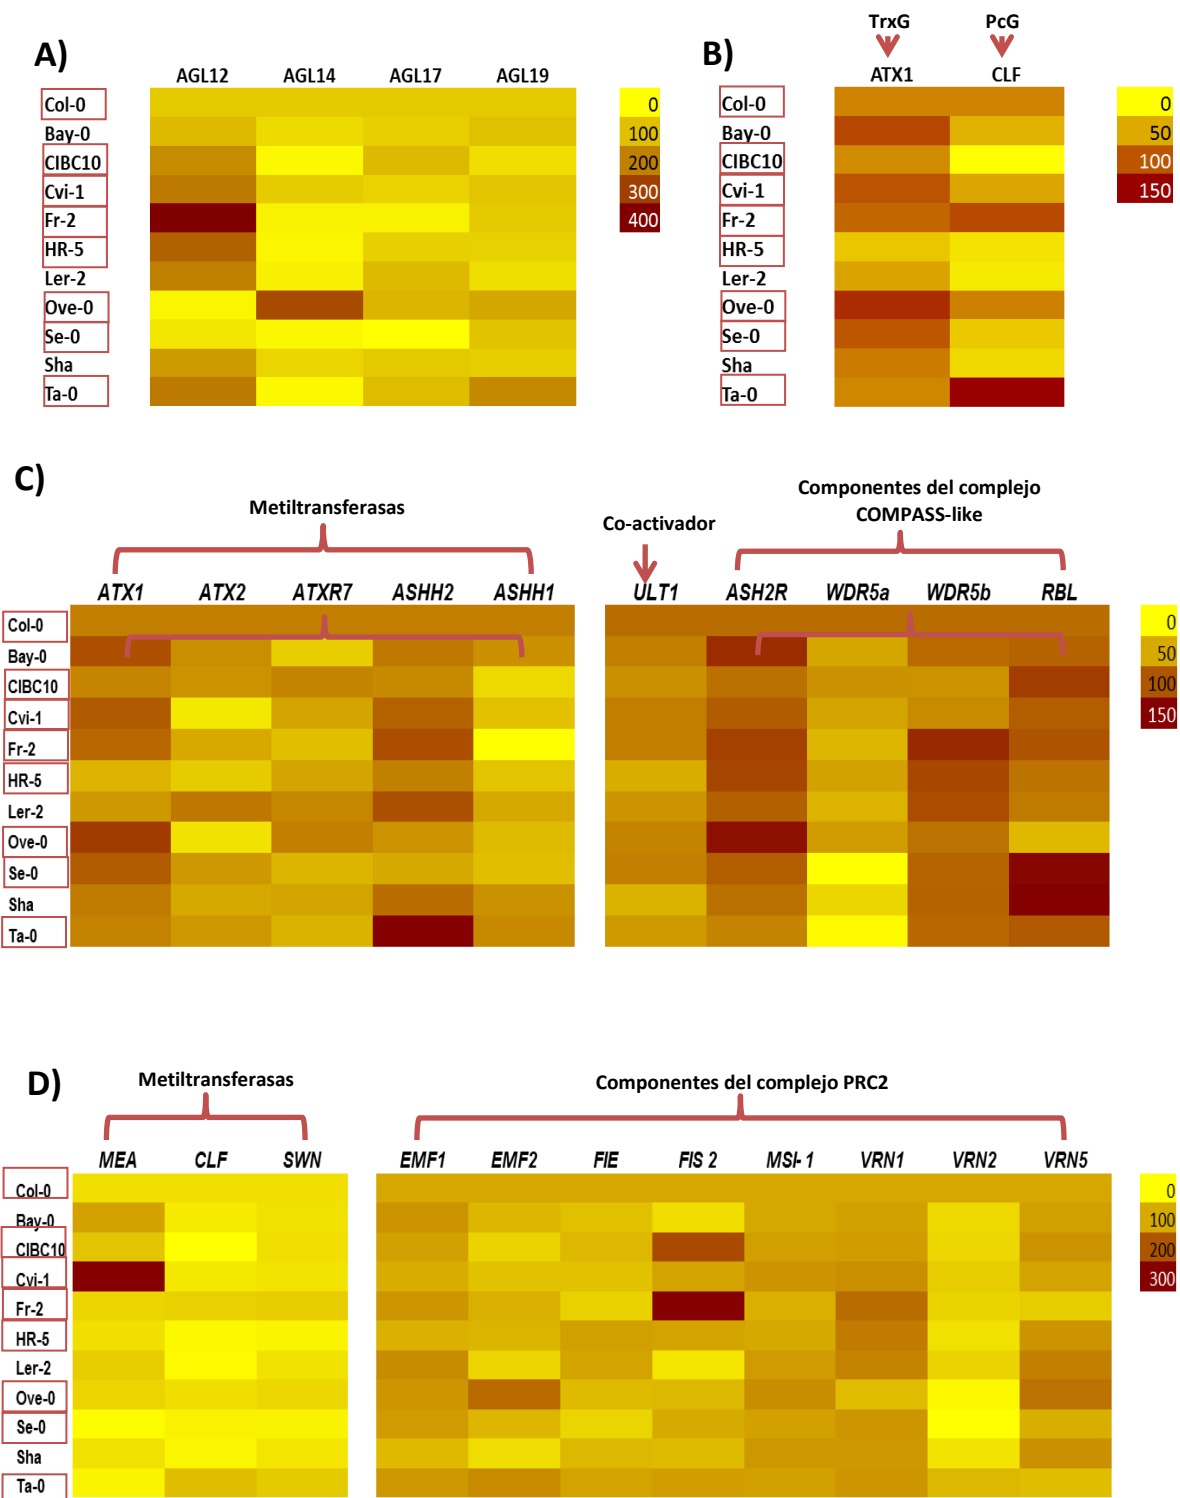 A)
AGL12 AGL14 AGL17 AGL19
Col-0
Bay-0
CIBC10
Cvi-1
Fr-2
HR-5
Ler-2
Ove-0
Se-0
Sha
Ta-0
0
100
200
300
400
B)
TrxG PcG
ATX1 CLF
Col-0
Bay-0
CIBC10
Cvi-1
Fr-2
HR-5
Ler-2
Ove-0
Se-0
Sha
Ta-0
0
50
100
150
C)
Metiltransferasas
Co-activador
Componentes del complejo
COMPASS-like
ATX1 ATX2 ATXR7 ASHH2 ASHH1 ULT1 ASH2R WDR5a WDR5b RBL
Col-0
Bay-0
CIBC10
Cvi-1
Fr-2
HR-5
Ler-2
Ove-0
Se-0
Sha
Ta-0
0
50
100
150
D)
Metiltransferasas
Componentes del complejo PRC2
MEA CLF SWN EMF1 EMF2 FIE FIS 2 MSI- 1 VRN1 VRN2 VRN5
Col-0
Bay-0
CIBC10
Cvi-1
Fr-2
HR-5
Ler-2
Ove-0
Se-0
Sha
Ta-0
0
100
200
300